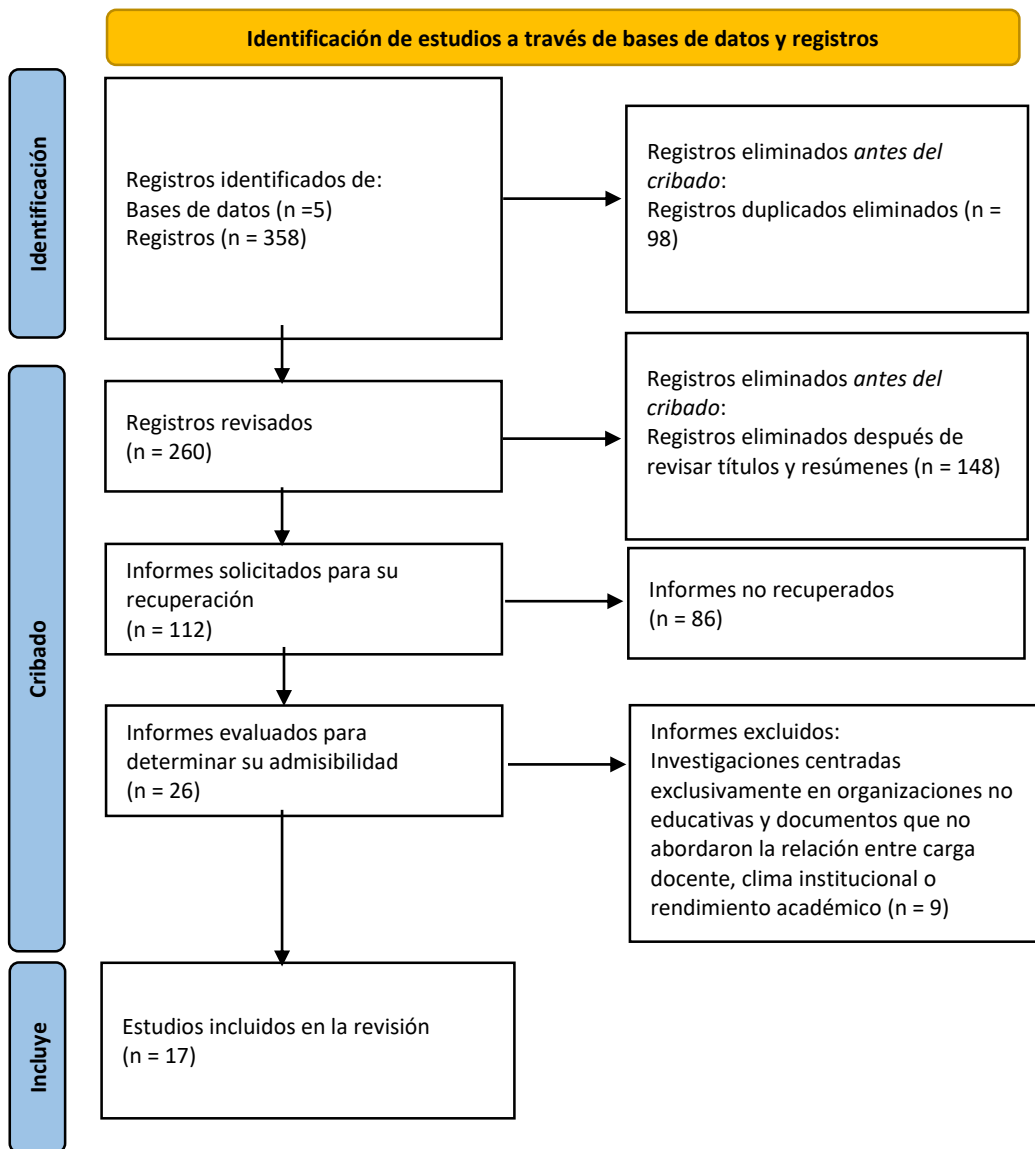 Identificación de estudios a través de bases de datos y registros
Identificación
Registros identificados de:
Bases de datos (n =5)
Registros (n = 358)
Registros eliminados antes del
cribado:
Registros duplicados eliminados (n =
98)
Cribado
Registros revisados
(n = 260)
Registros eliminados antes del
cribado:
Registros eliminados después de
revisar títulos y resúmenes (n = 148)
Informes solicitados para su
recuperación
(n = 112)
Informes no recuperados
(n = 86)
Informes evaluados para
determinar su admisibilidad
(n = 26)
Informes excluidos:
Investigaciones centradas
exclusivamente en organizaciones no
educativas y documentos que no
abordaron la relación entre carga
docente, clima institucional o
rendimiento académico (n = 9)
Incluye
Estudios incluidos en la revisión
(n = 17)